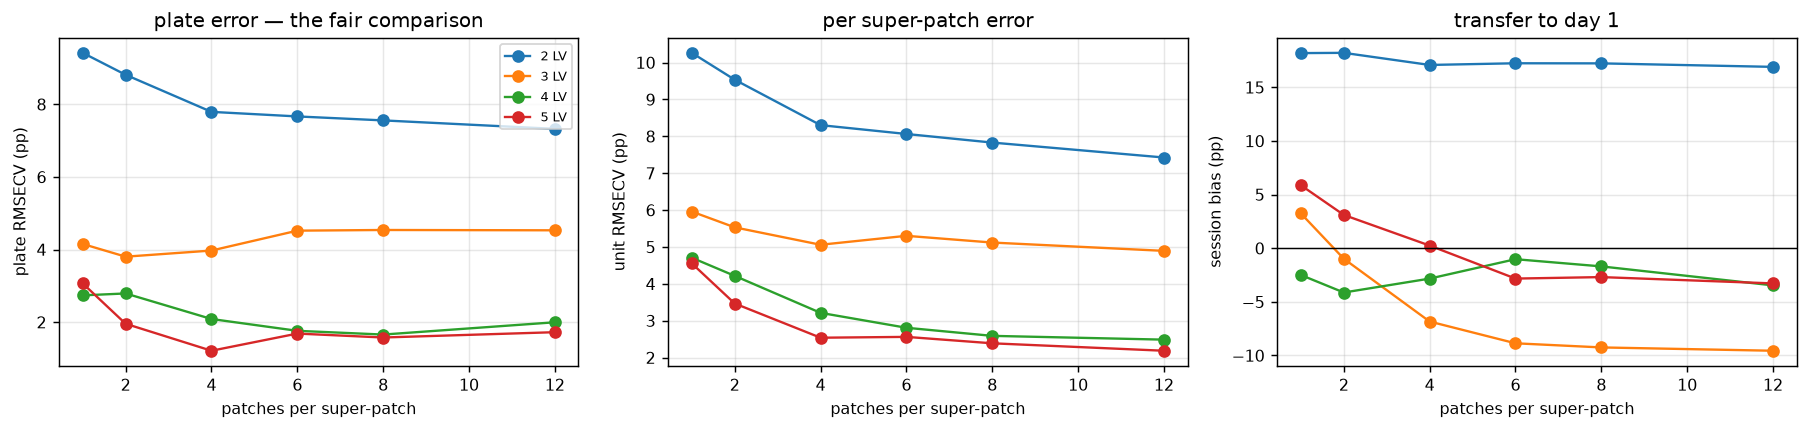 plate error — the fair comparison
plate RMSECV (pp)
8
6
4
2
2 LV
3 LV
4 LV
5 LV
2 4 6 8 10 12
patches per super-patch
per super-patch error
unit RMSECV (pp)
10
9
8
7
6
5
4
3
2
2 4 6 8 10 12
patches per super-patch
transfer to day 1
session bias (pp)
15
10
5
0
−5
−10
2 4 6 8 10 12
patches per super-patch